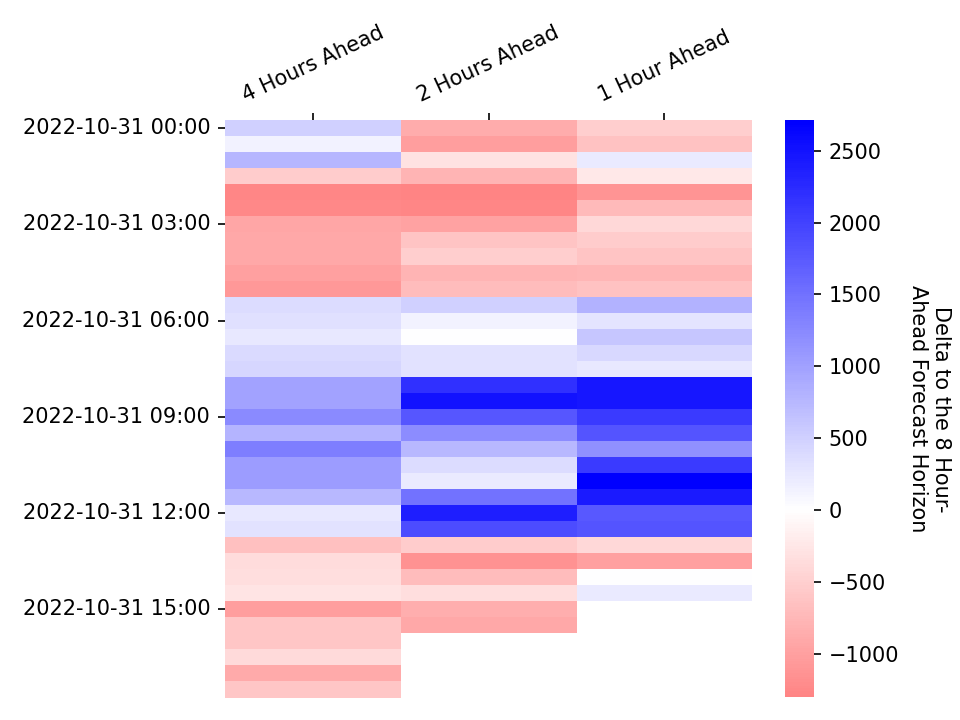 4 Hours Ahead
2 Hours Ahead
1 Hour Ahead
2022-10-31 00:00
2022-10-31 03:00
2022-10-31 06:00
2022-10-31 09:00
2022-10-31 12:00
2022-10-31 15:00
2500
2000
1500
1000
500
0
−500
−1000
Delta to the 8 Hour-
Ahead Forecast Horizon